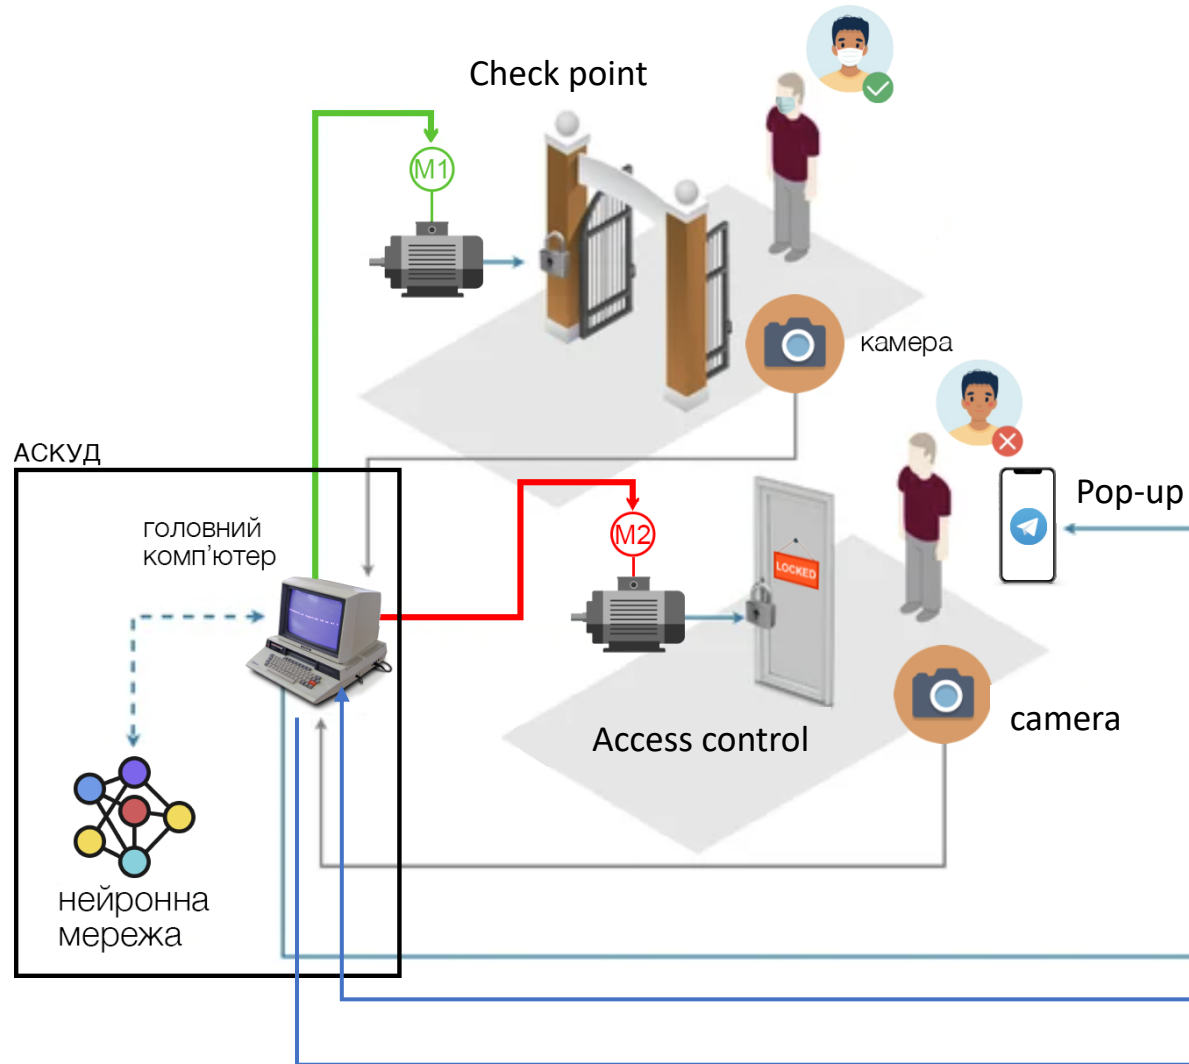 Check point
M1
камера
АСКУД
Pop-up
головний
комп'ютер
M2
LOCKED
camera
Access control
нейронна
мережа